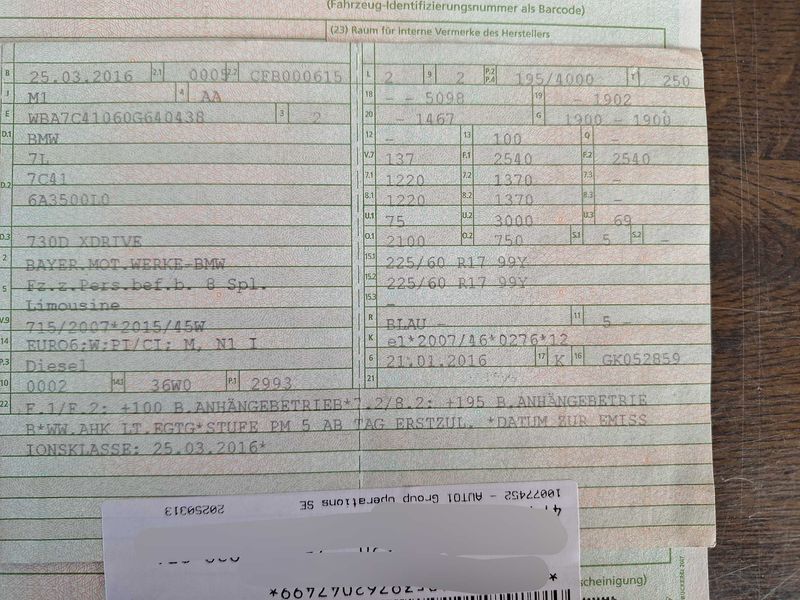 (Fahrzeug-Identifizierungsnummer als Barcode)
(23) Raum für interne Vermerke des Herstellers
B 25.03.2016 2.1 0005 2.2 CFB000615
J M1 4 AA
E WBA7C41060G640438 3 2
D.1 BMW
7L
D.2 7C41
6A3500L0
D.3 730D XDRIVE
2 BAYER.MOT.WERKE-BMW
5 Fz.z.Pers.bef.b. 8 Spl.
Limousine
V.9 715/2007*2015/45W
14 EURO6;W;PI/CI; M, N1 I
P.3 Diesel
10 0002 14.1 36W0 P.1 2993
L 2 9 2 P.2 P.4 195/4000 T 250
18 - - 5098 19 - 1902
20 - 1467 G 1900 - 1900
12 - 13 100 Q -
V.7 137 F.1 2540 F.2 2540
7.1 1220 7.2 1370 7.3 -
8.1 1220 8.2 1370 8.3 -
U.1 75 U.2 3000 U.3 69
O.1 2100 O.2 750 S.1 5 S.2 -
15.1 225/60 R17 99Y
15.2 225/60 R17 99Y
15.3 -
R BLAU - 11 5 -
K e1*2007/46*0276*12
6 21.01.2016 17 K 16 GK052859
21
22 F.1/F.2: +100 B.ANHÄNGEBETRIEB*7.2/8.2: +195 B.ANHÄNGEBETRIE
B*WW.AHK LT.EGTG*STUFE PM 5 AB TAG ERSTZUL. *DATUM ZUR EMISS
IONSKLASSE: 25.03.2016*
10077452 - AUTO1 Group Operations SE
20250313
cheinigung)